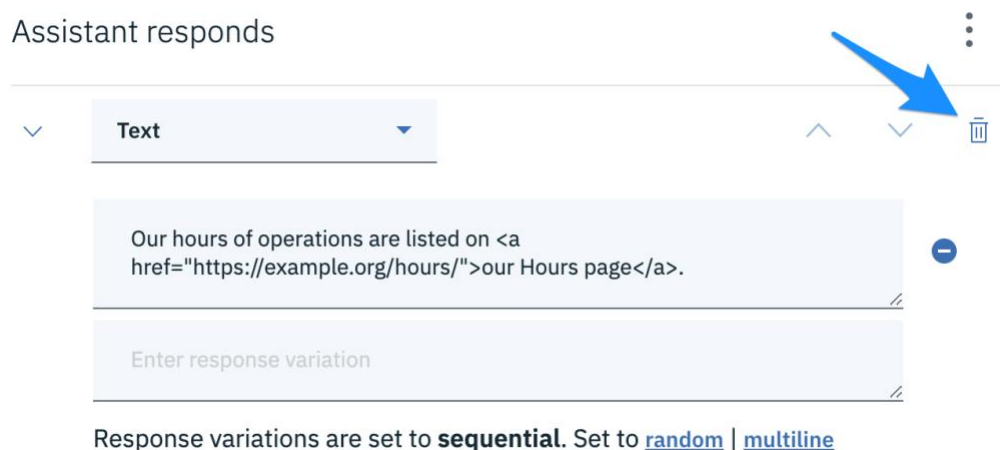 Assistant responds
Text
Our hours of operations are listed on <a
href="https://example.org/hours/">our Hours page</a>.
Enter response variation
Response variations are set to sequential. Set to random | multiline